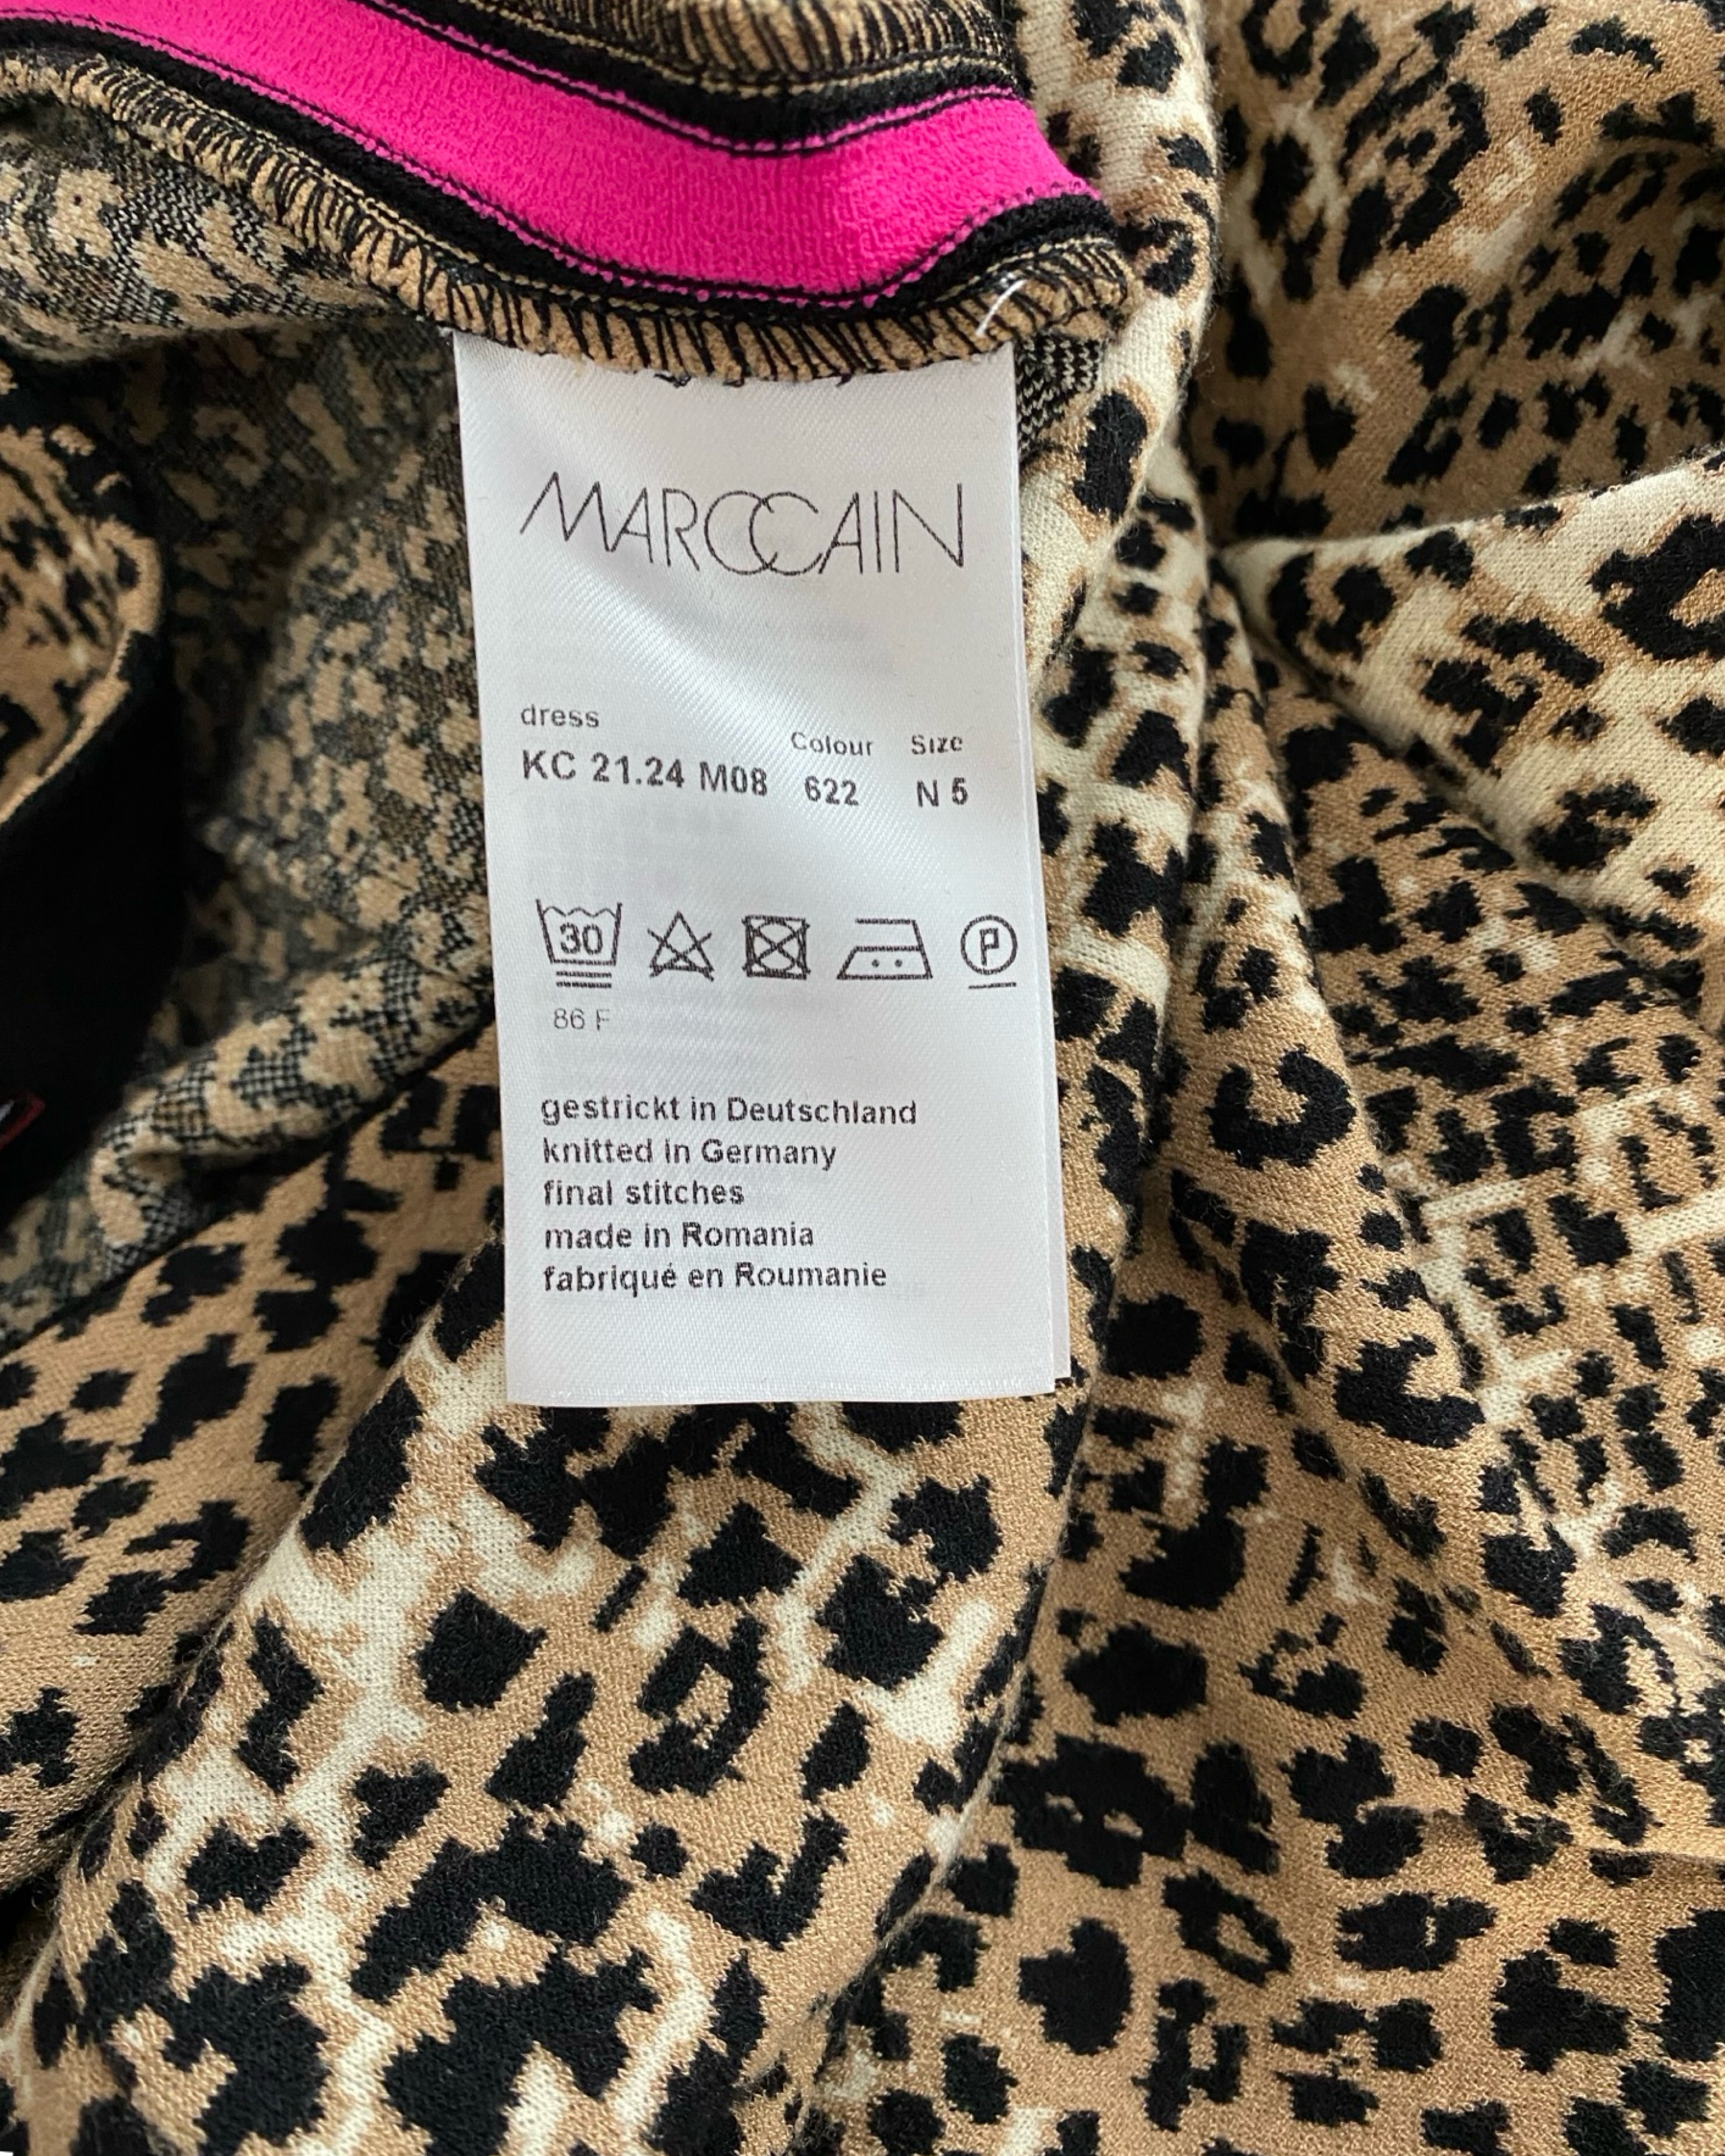 MARCCAIN
dress
Colour Size
KC 21.24 M08 622 N 5
30
P
86 F
gestrickt in Deutschland
knitted in Germany
final stitches
made in Romania
fabriqué en Roumanie